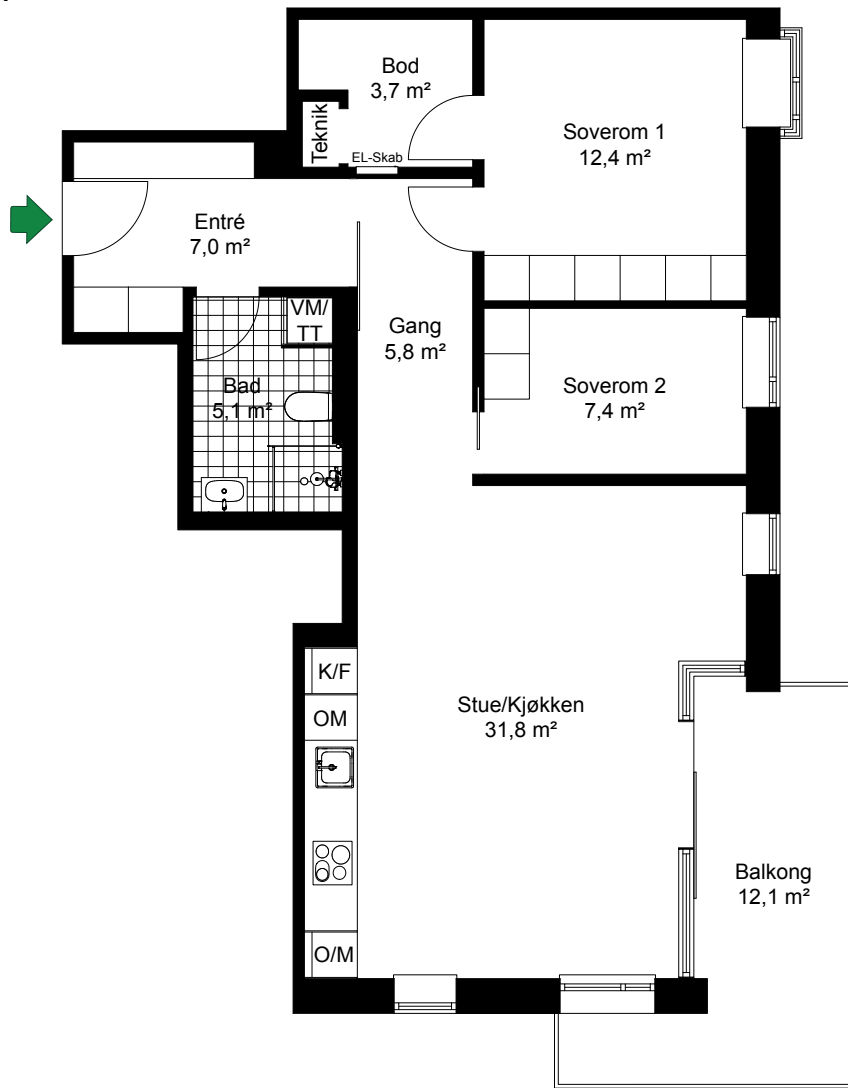 Bod
3,7 m²
Teknik
EL-Skab
Soverom 1
12,4 m²
Entré
7,0 m²
VM/
TT
Gang
5,8 m²
Bad
5,1 m²
Soverom 2
7,4 m²
K/F
OM
Stue/Kjøkken
31,8 m²
Balkong
12,1 m²
O/M